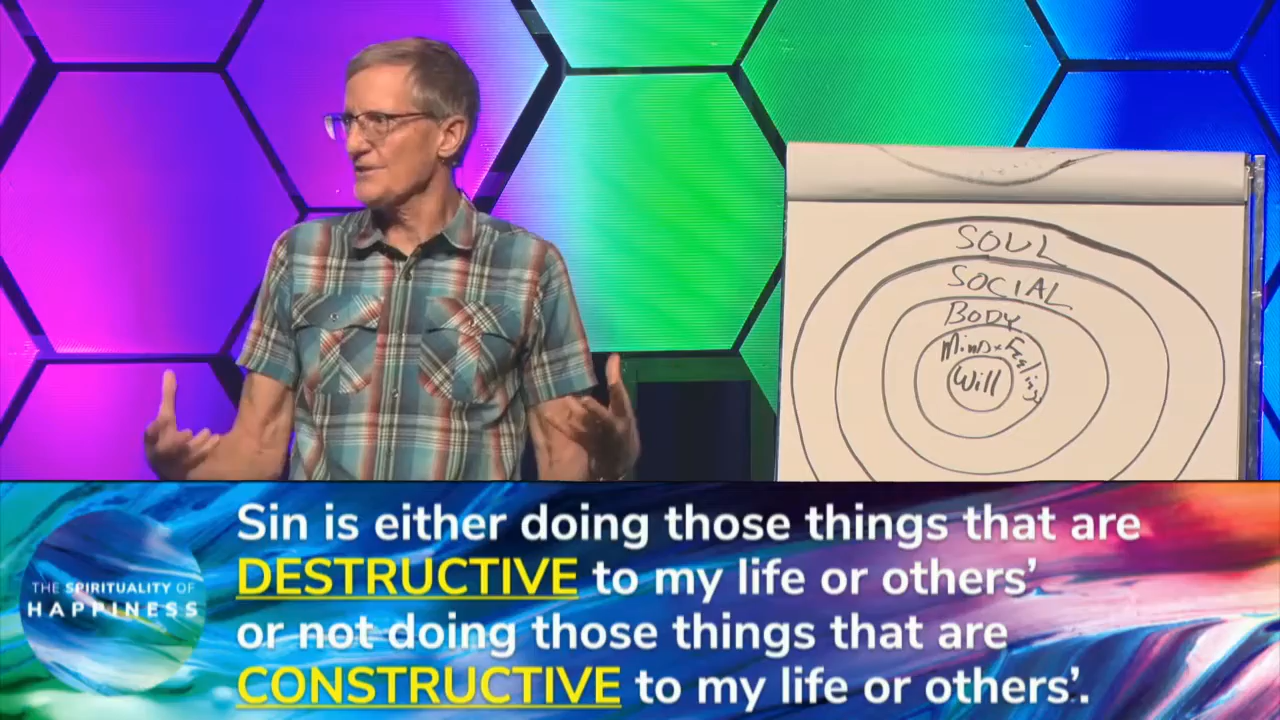 SOUL
SOCIAL
BODY
Mind + Feelings
Will
THE SPIRITUALITY OF
HAPPINESS
Sin is either doing those things that are
DESTRUCTIVE to my life or others’
or not doing those things that are
CONSTRUCTIVE to my life or others’.